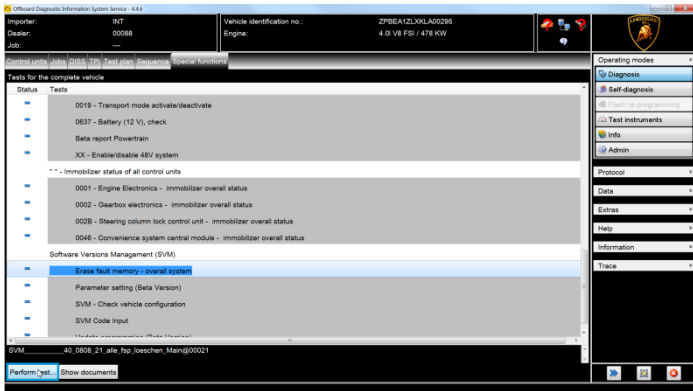 Offboard Diagnostic Information System Service - 4.4.6
Importer: INT
Dealer: 00088
Job: —
Vehicle identification no.: ZPBEA1ZLXKLA00295
Engine: 4.0l V8 FSI / 478 KW
Control units Jobs DISS TPI Test plan Sequence Special functions
Tests for the complete vehicle
Status Tests
0019 - Transport mode activate/deactivate
0637 - Battery (12 V), check
Beta report Powertrain
XX - Enable/disable 48V system
* * - Immobilizer status of all control units
0001 - Engine Electronics - immobilizer overall status
0002 - Gearbox electronics - immobilizer overall status
002B - Steering column lock control unit - immobilizer overall status
0046 - Convenience system central module - immobilizer overall status
Software Versions Management (SVM)
Erase fault memory - overall system
Parameter setting (Beta Version)
SVM - Check vehicle configuration
SVM Code Input
Update programming (Beta Version)
SVM_______40_0808_21_alle_fsp_loeschen_Main@00021
Perform test... Show documents
Operating modes
Diagnosis
Self-diagnosis
Flash re-programming
Test instruments
Info
Admin
Protocol
Data
Extras
Help
Information
Trace